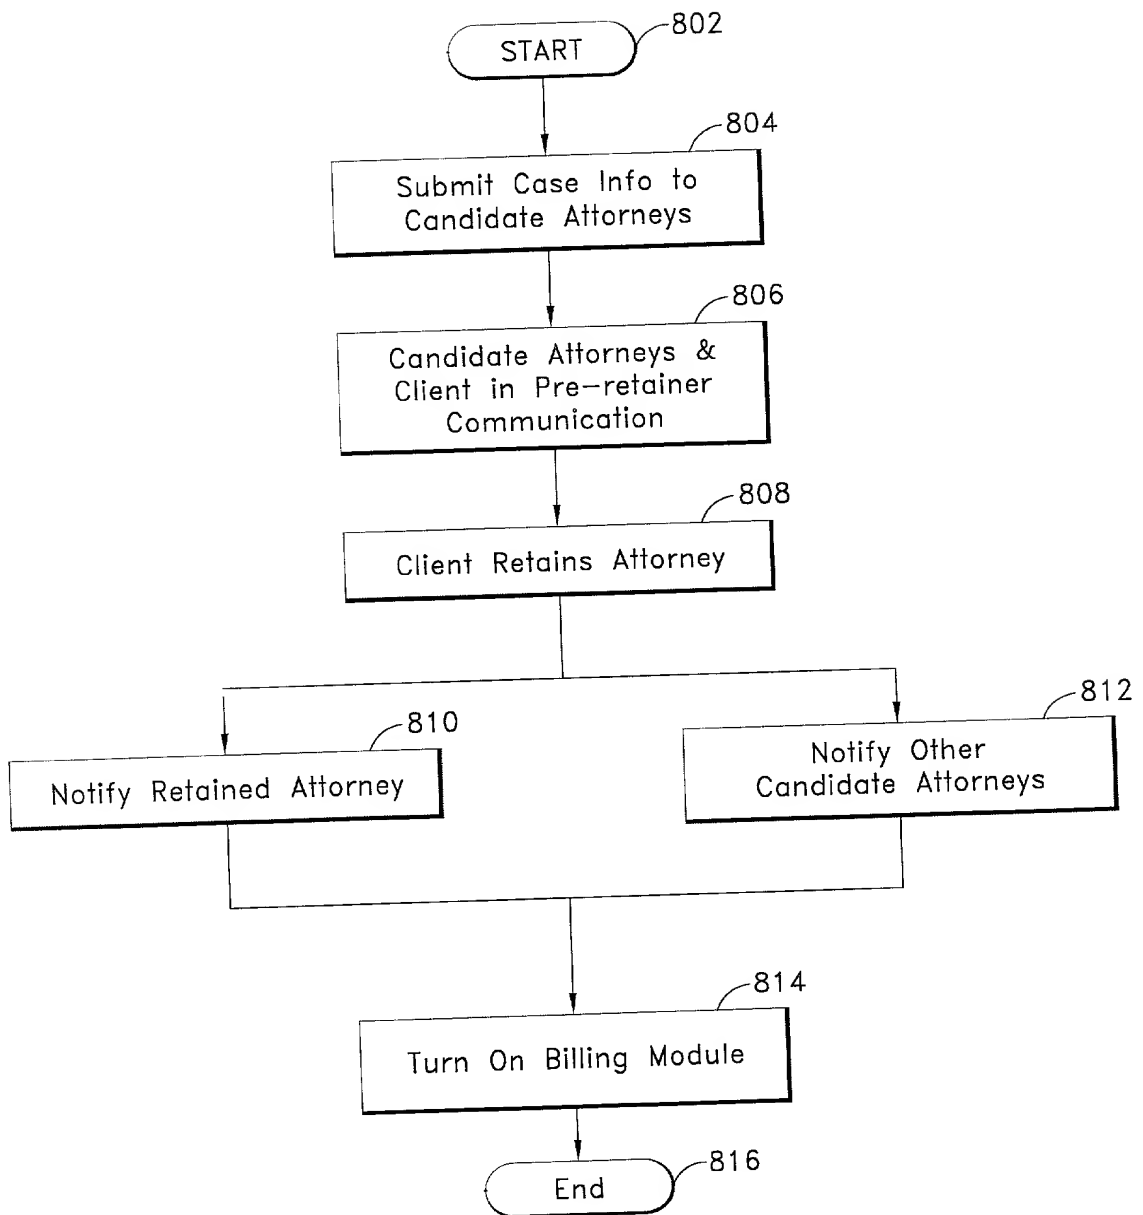 START
802
804
Submit Case Info to
Candidate Attorneys
806
Candidate Attorneys &
Client in Pre-retainer
Communication
808
Client Retains Attorney
810
Notify Retained Attorney
812
Notify Other
Candidate Attorneys
814
Turn On Billing Module
816
End